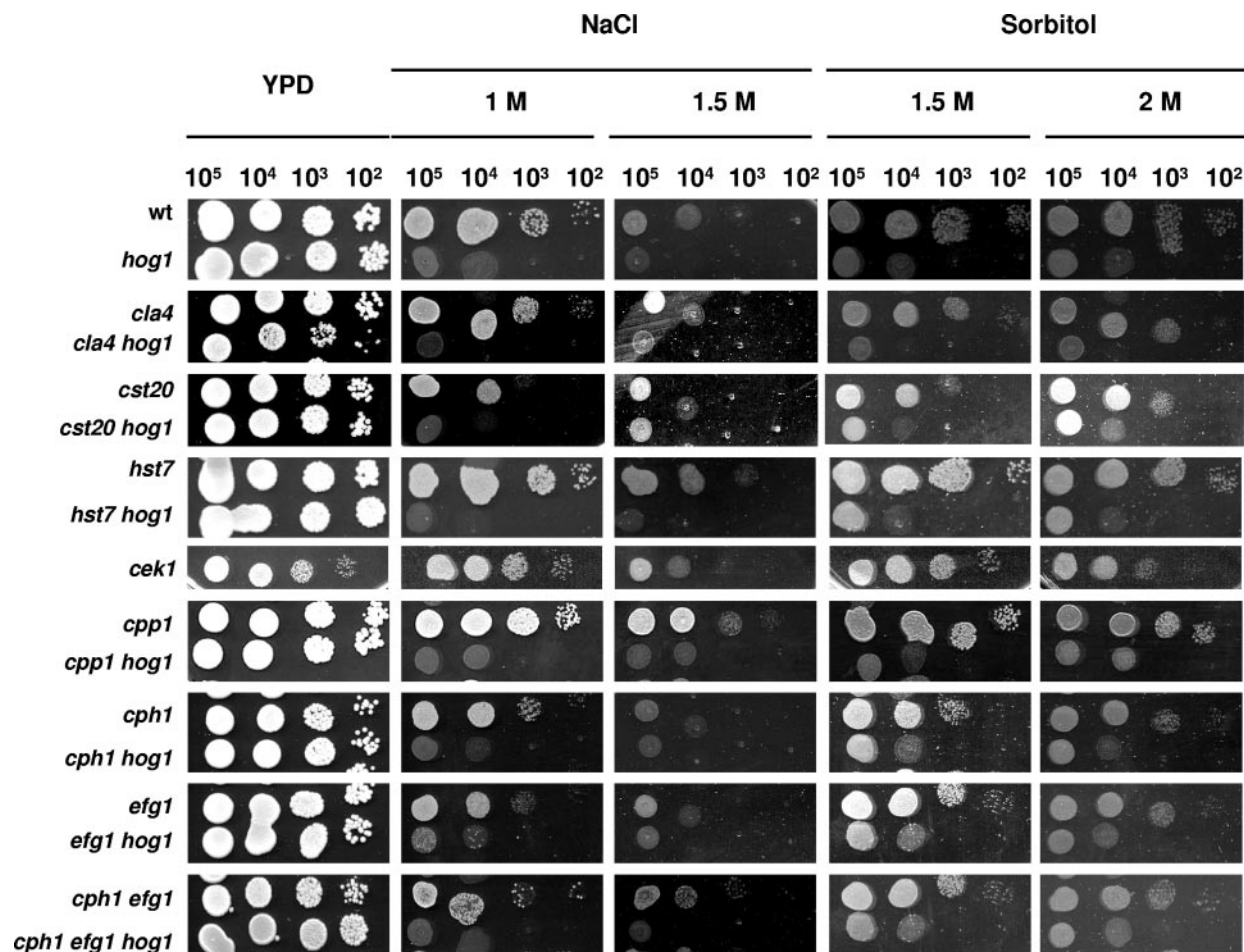 NaCl Sorbitol
YPD
1 M 1.5 M 1.5 M 2 M
10⁵ 10⁴ 10³ 10² 10⁵ 10⁴ 10³ 10² 10⁵ 10⁴ 10³ 10² 10⁵ 10⁴ 10³ 10² 10⁵ 10⁴ 10³ 10²
wt
hog1
cla4
cla4 hog1
cst20
cst20 hog1
hst7
hst7 hog1
cek1
cpp1
cpp1 hog1
cph1
cph1 hog1
efg1
efg1 hog1
cph1 efg1
cph1 efg1 hog1